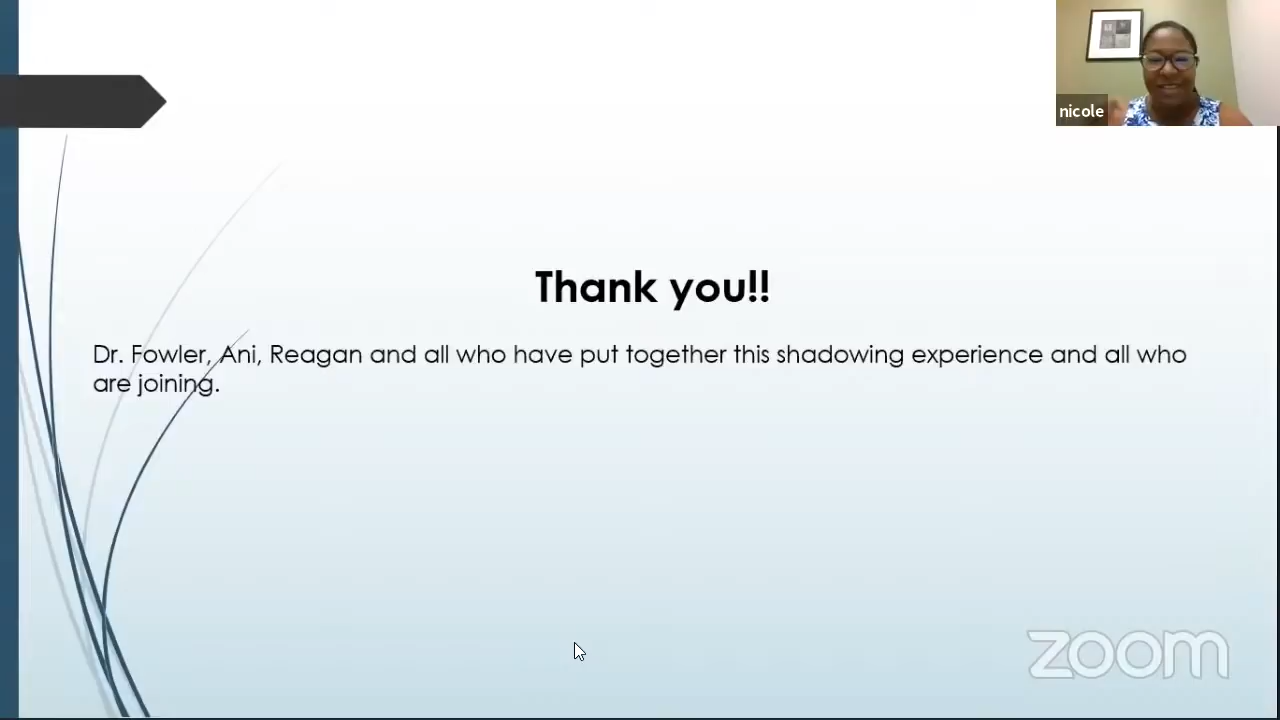 nicole
Thank you!!
Dr. Fowler, Ani, Reagan and all who have put together this shadowing experience and all who
are joining.
zoom